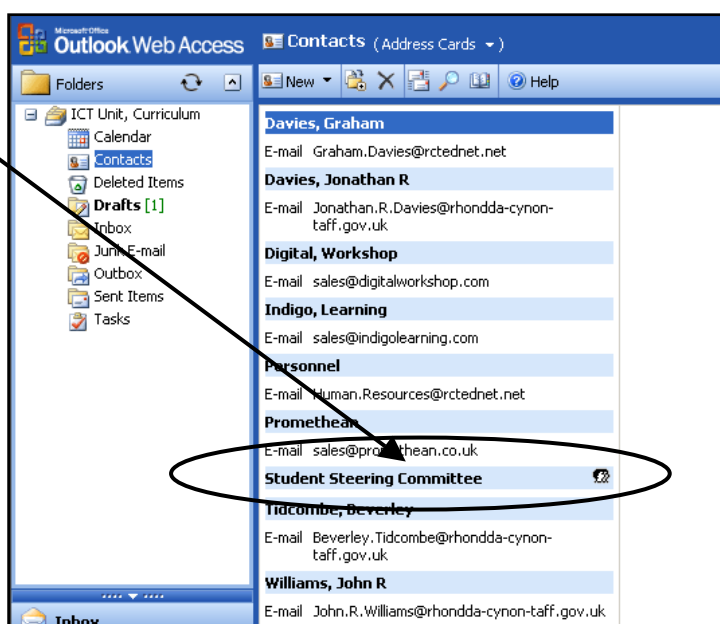 Microsoft Office
Outlook Web Access
Contacts (Address Cards)
Folders
New
Help
ICT Unit, Curriculum
Calendar
Contacts
Deleted Items
Drafts [1]
Inbox
Junk E-mail
Outbox
Sent Items
Tasks
Inbox
Davies, Graham
E-mail Graham.Davies@rctednet.net
Davies, Jonathan R
E-mail Jonathan.R.Davies@rhondda-cynon-
taff.gov.uk
Digital, Workshop
E-mail sales@digitalworkshop.com
Indigo, Learning
E-mail sales@indigolearning.com
Personnel
E-mail Human.Resources@rctednet.net
Promethean
E-mail sales@promethean.co.uk
Student Steering Committee
Tidcombe, Beverley
E-mail Beverley.Tidcombe@rhondda-cynon-
taff.gov.uk
Williams, John R
E-mail John.R.Williams@rhondda-cynon-taff.gov.uk